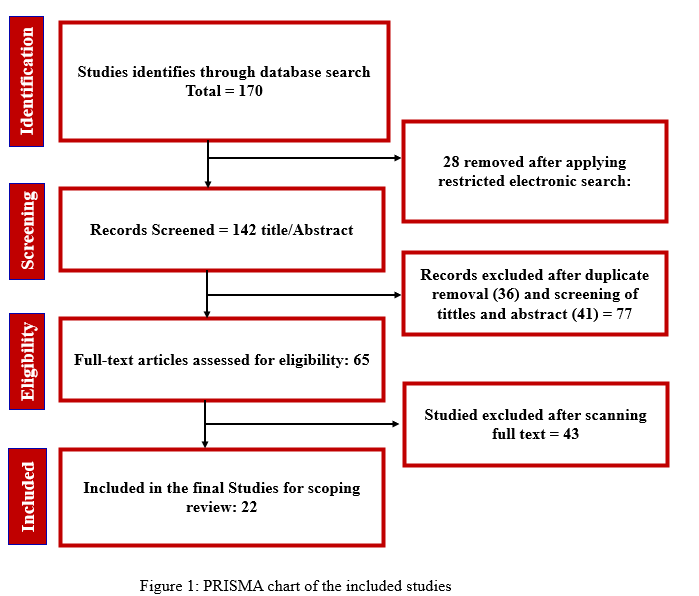 Identification
Studies identifies through database search
Total = 170
28 removed after applying
restricted electronic search:
Screening
Records Screened = 142 title/Abstract
Records excluded after duplicate
removal (36) and screening of
tittles and abstract (41) = 77
Eligibility
Full-text articles assessed for eligibility: 65
Studied excluded after scanning
full text = 43
Included
Included in the final Studies for scoping
review: 22
Figure 1: PRISMA chart of the included studies